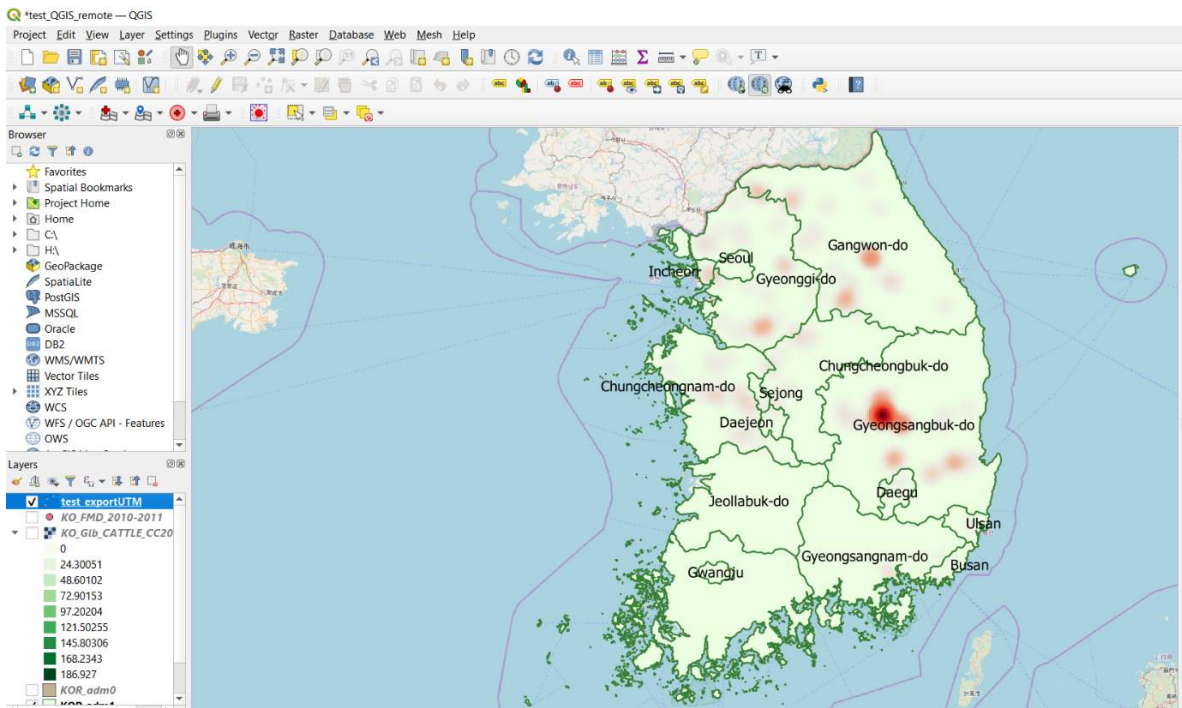 *test_QGIS_remote — QGIS
Project Edit View Layer Settings Plugins Vector Raster Database Web Mesh Help
Browser
Favorites
Spatial Bookmarks
Project Home
Home
C:\
H:\
GeoPackage
SpatiaLite
PostGIS
MSSQL
Oracle
DB2
WMS/WMTS
Vector Tiles
XYZ Tiles
WCS
WFS / OGC API - Features
OWS
Layers
test_exportUTM
KO_FMD_2010-2011
KO_Glb_CATTLE_CC20
0
24.30051
48.60102
72.90153
97.20204
121.50255
145.80306
168.2343
186.927
KOR_adm0
KOR_adm1
Gangwon-do
Seoul
Incheon
Gyeonggi-do
Chungcheongbuk-do
Chungcheongnam-do
Sejong
Daejeon
Gyeongsangbuk-do
Daegu
Jeollabuk-do
Ulsan
Gyeongsangnam-do
Busan
Gwangju